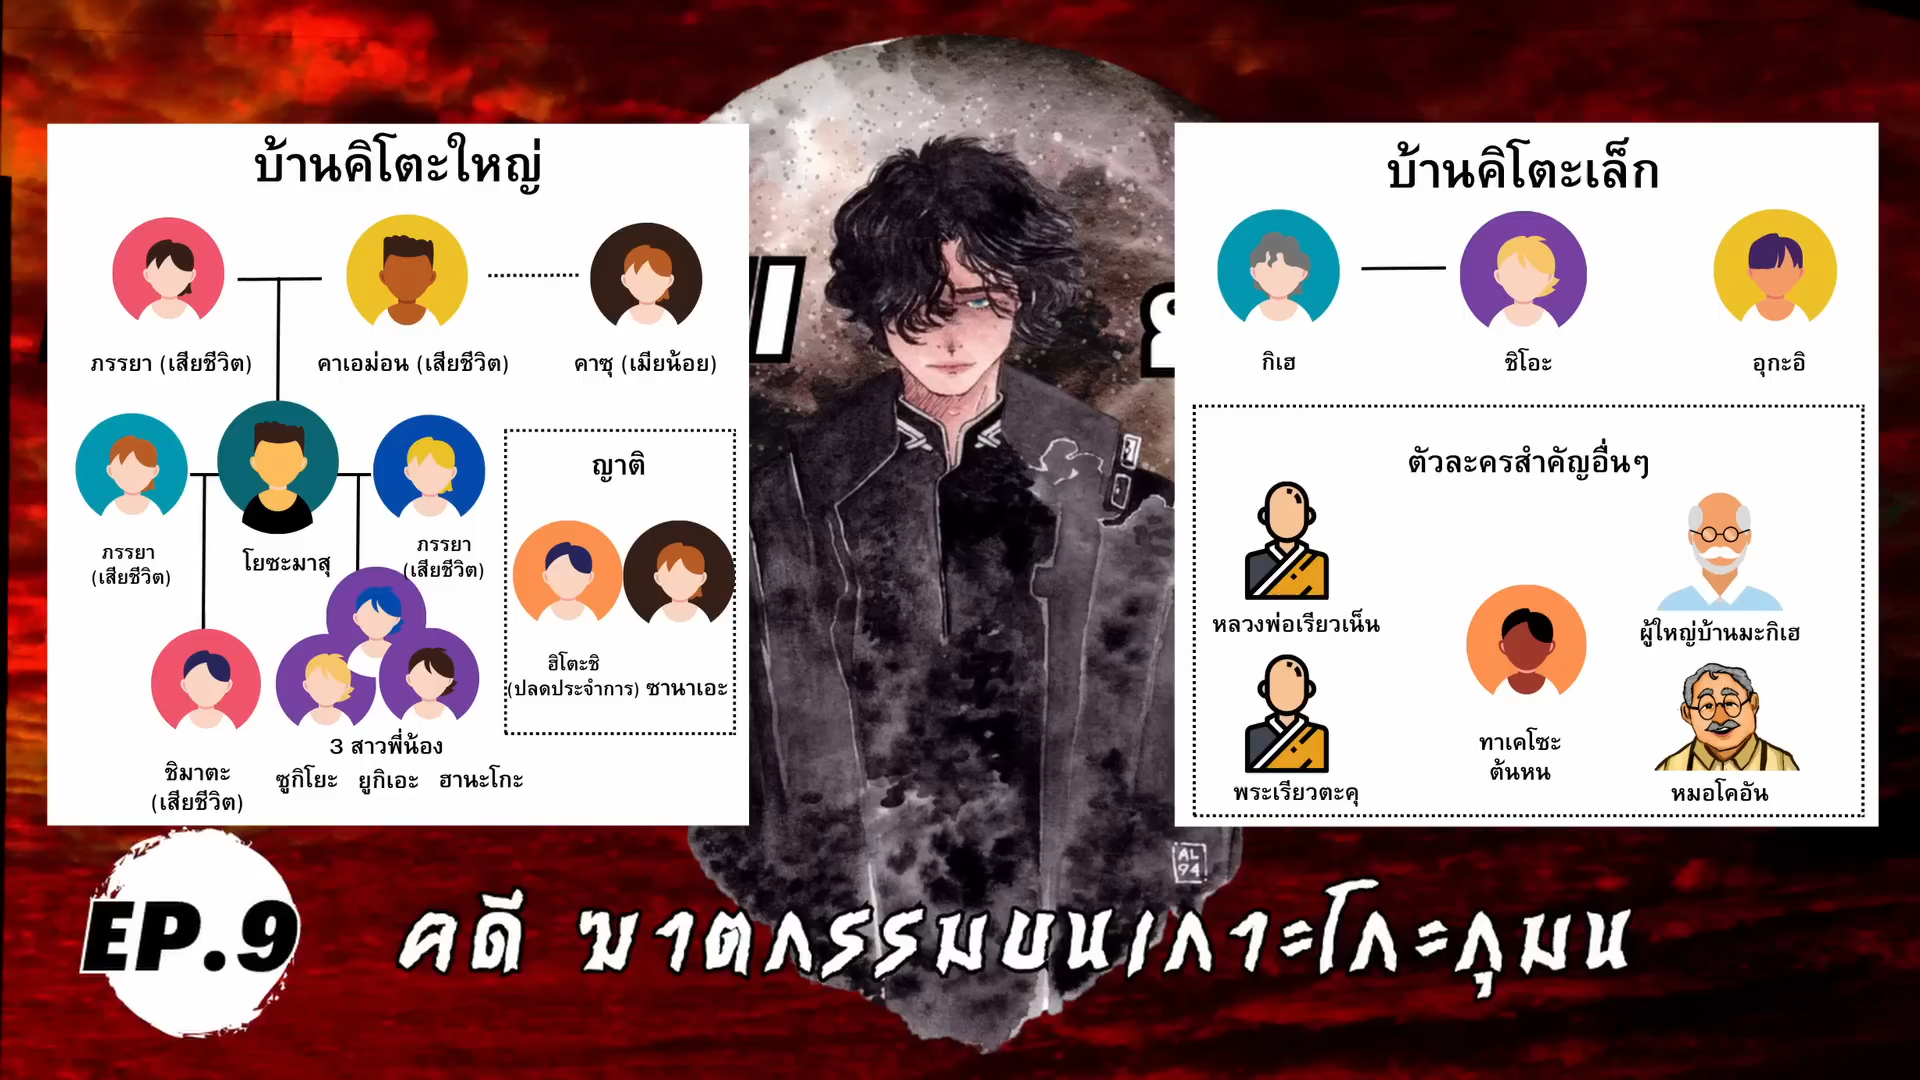 บ้านคิโตะใหญ่
ภรรยา (เสียชีวิต)
คาเอม่อน (เสียชีวิต)
คาซุ (เมียน้อย)
ภรรยา
(เสียชีวิต)
โยซะมาสุ
ภรรยา
(เสียชีวิต)
ชิมาตะ
(เสียชีวิต)
3 สาวพี่น้อง
ซูกิโยะ ยูกิเอะ ฮานะโกะ
ญาติ
ฮิโตะชิ
(ปลดประจำการ)
ซานาเอะ
บ้านคิโตะเล็ก
กิเฮ
ชิโอะ
อุกะอิ
ตัวละครสำคัญอื่นๆ
หลวงพ่อเรียวเน็น
พระเรียวตะคุ
ทาเคโซะ
ต้นหน
ผู้ใหญ่บ้านมะกิเฮ
หมอโคอัน
AL
94
EP.9
คดี ฆาตกรรมบนเกาะโกะกุมน